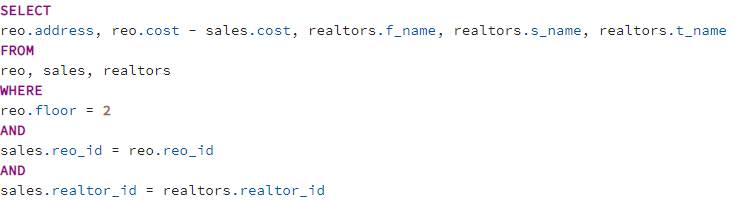 SELECT
reo.address, reo.cost - sales.cost, realtors.f_name, realtors.s_name, realtors.t_name
FROM
reo, sales, realtors
WHERE
reo.floor = 2
AND
sales.reo_id = reo.reo_id
AND
sales.realtor_id = realtors.realtor_id